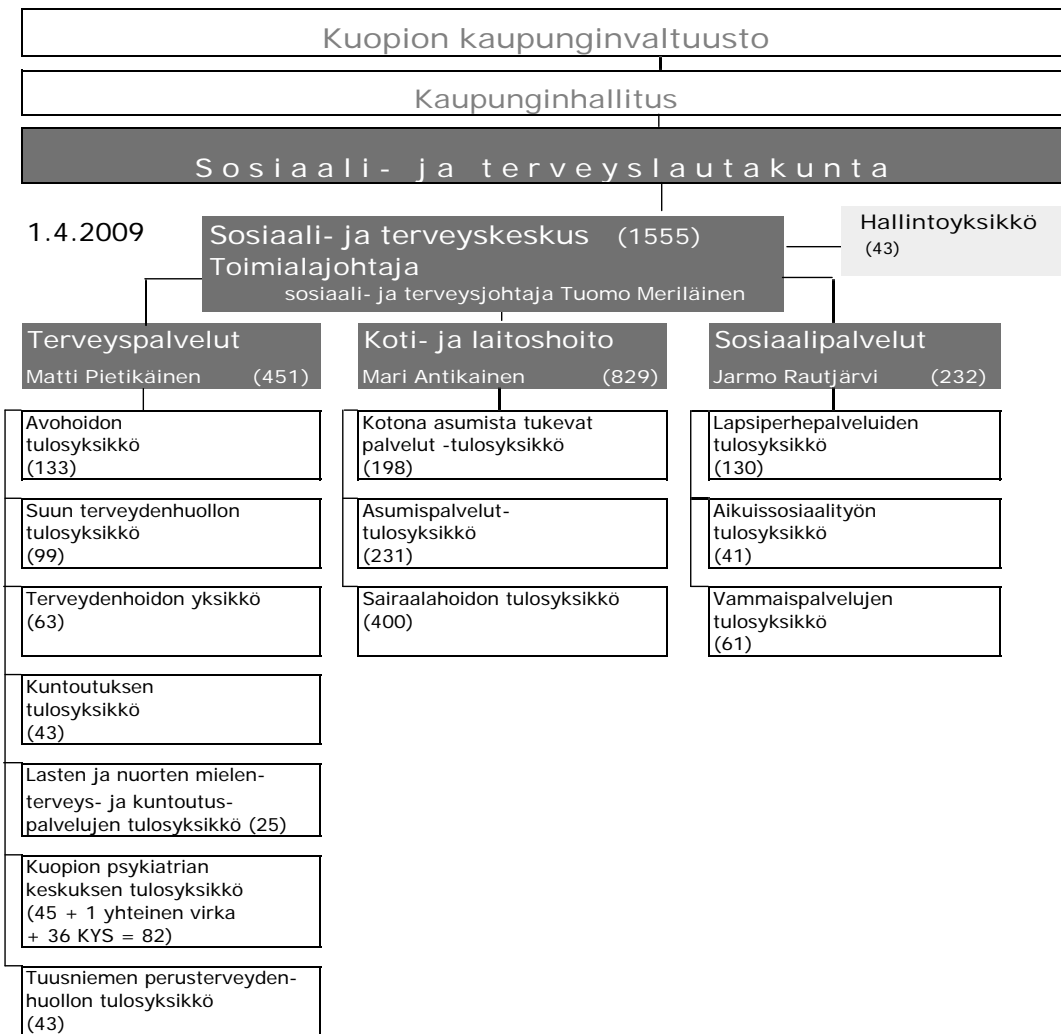 Kuopion kaupunginvaltuusto
Kaupunginhallitus
Sosiaali- ja terveyslautakunta
1.4.2009
Sosiaali- ja terveyskeskus (1555)
Toimialajohtaja
sosiaali- ja terveysjohtaja Tuomo Meriläinen
Hallintoyksikkö
(43)
Terveyspalvelut
Matti Pietikäinen (451)
Avohoidon
tulosyksikkö
(133)
Suun terveydenhuollon
tulosyksikkö
(99)
Terveydenhoidon yksikkö
(63)
Kuntoutuksen
tulosyksikkö
(43)
Lasten ja nuorten mielen-
terveys- ja kuntoutus-
palvelujen tulosyksikkö (25)
Kuopion psykiatrian
keskuksen tulosyksikkö
(45 + 1 yhteinen virka
+ 36 KYS = 82)
Tuusniemen perusterveyden-
huollon tulosyksikkö
(43)
Koti- ja laitoshoito
Mari Antikainen (829)
Kotona asumista tukevat
palvelut -tulosyksikkö
(198)
Asumispalvelut-
tulosyksikkö
(231)
Sairaalahoidon tulosyksikkö
(400)
Sosiaalipalvelut
Jarmo Rautjärvi (232)
Lapsiperhepalveluiden
tulosyksikkö
(130)
Aikuissosiaalityön
tulosyksikkö
(41)
Vammaispalvelujen
tulosyksikkö
(61)